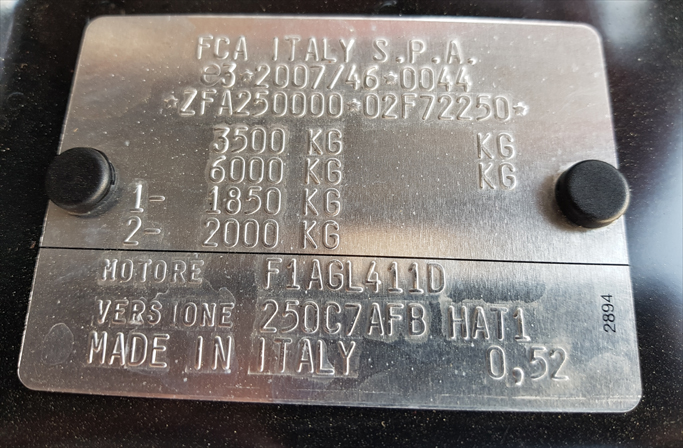 FCA ITALY S.P.A.
e3*2007/46*0044
*ZFA250000*02F72250*
3500 KG KG
6000 KG KG
1- 1850 KG
2- 2000 KG
MOTORE F1AGL411D
VERSIONE 250C7AFB HAT1
MADE IN ITALY 0,52
2894